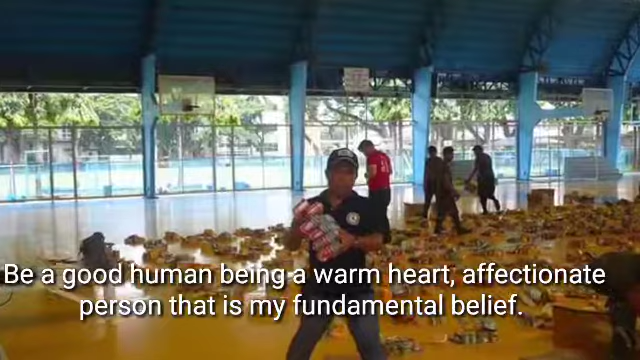 Be a good human being a warm heart, affectionate
person that is my fundamental belief.